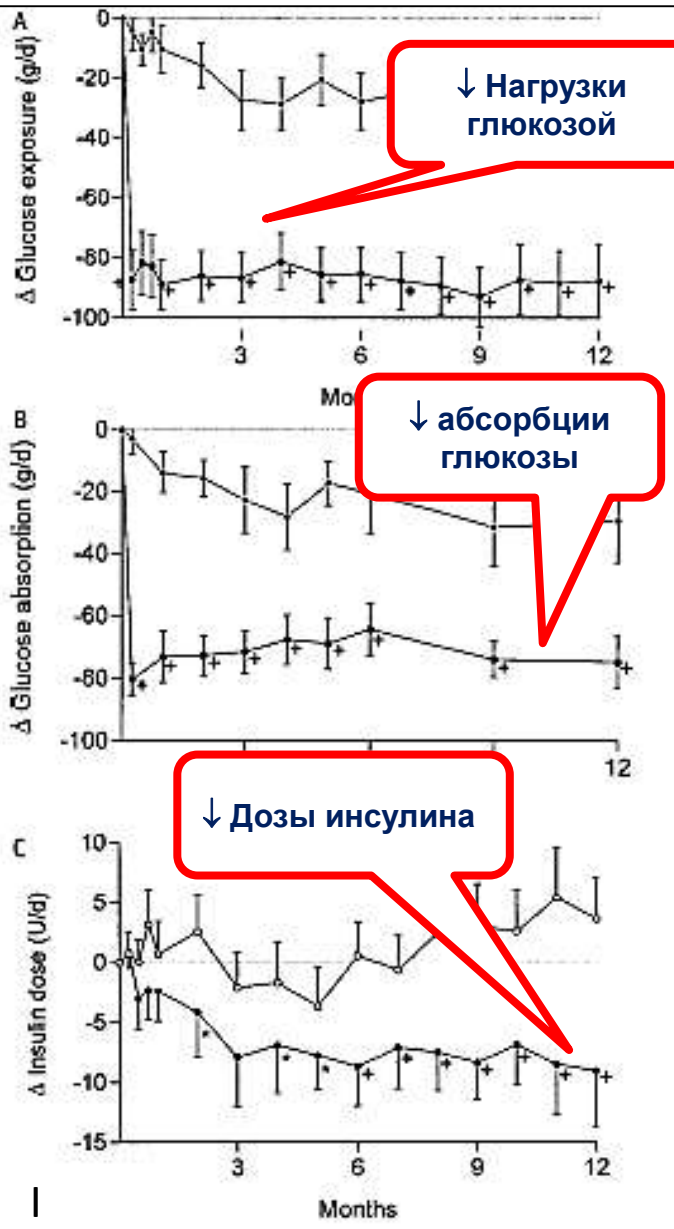 A
Δ Glucose exposure (g/d)
0
-20
-40
-60
-80
-100
↓ Нагрузки
глюкозой
3
6
9
12
B
Δ Glucose absorption (g/d)
0
-20
-40
-60
-80
-100
↓ абсорбции
глюкозы
12
C
Δ Insulin dose (U/d)
10
5
0
-5
-10
-15
↓ Дозы инсулина
3
6
9
12
Months